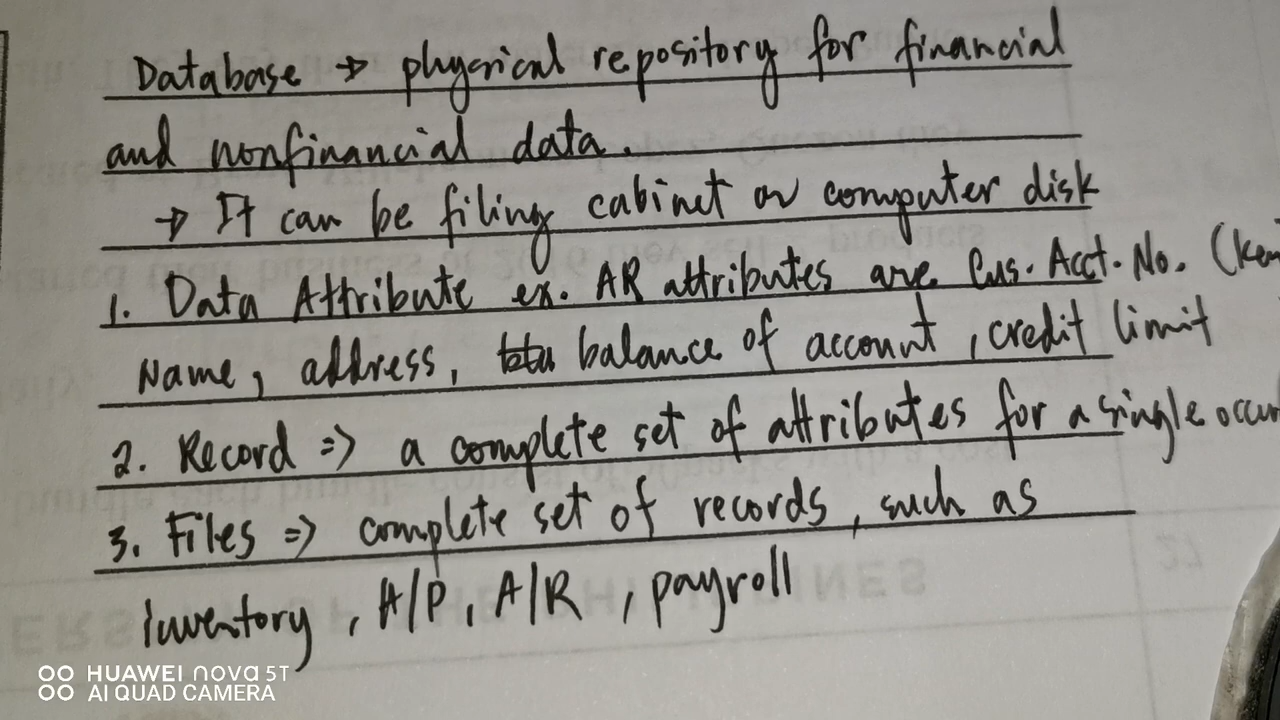 Database → physical repository for financial
and nonfinancial data.
→ It can be filing cabinet or computer disk
1. Data Attribute ex. AR attributes are Cus. Acct. No. (Key
Name, address, balance of account, credit limit
2. Record => a complete set of attributes for a single occur
3. Files => complete set of records, such as
inventory, A/P, A/R, payroll
HUAWEI nova 5T
AI QUAD CAMERA